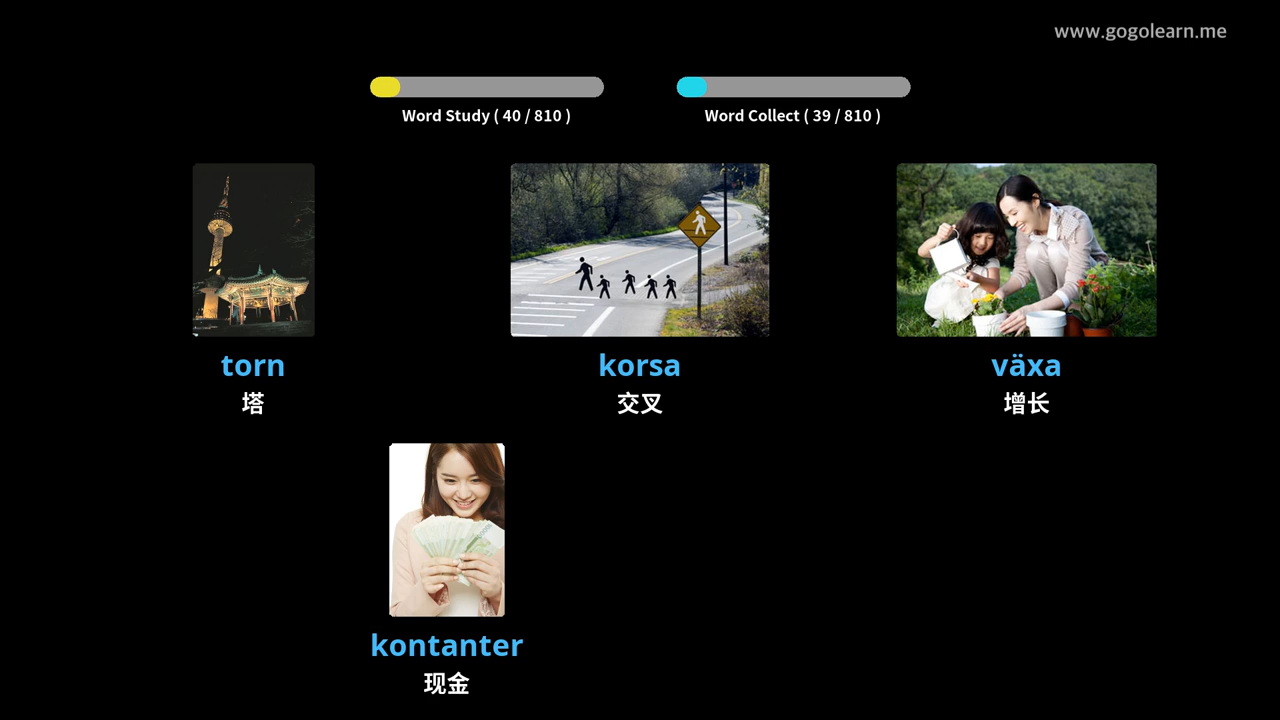 www.gogolearn.me
Word Study ( 40 / 810 )
Word Collect ( 39 / 810 )
torn
塔
korsa
交叉
växa
增长
kontanter
现金